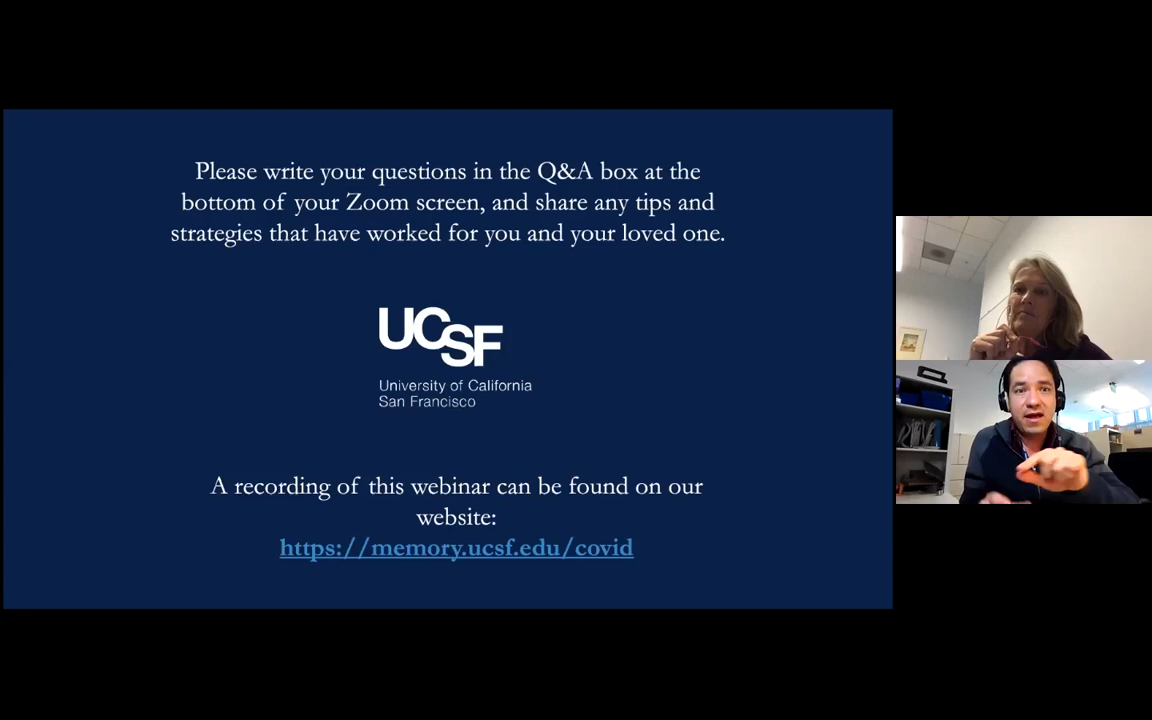 Please write your questions in the Q&A box at the
bottom of your Zoom screen, and share any tips and
strategies that have worked for you and your loved one.
UCSF
University of California
San Francisco
A recording of this webinar can be found on our
website:
https://memory.ucsf.edu/covid